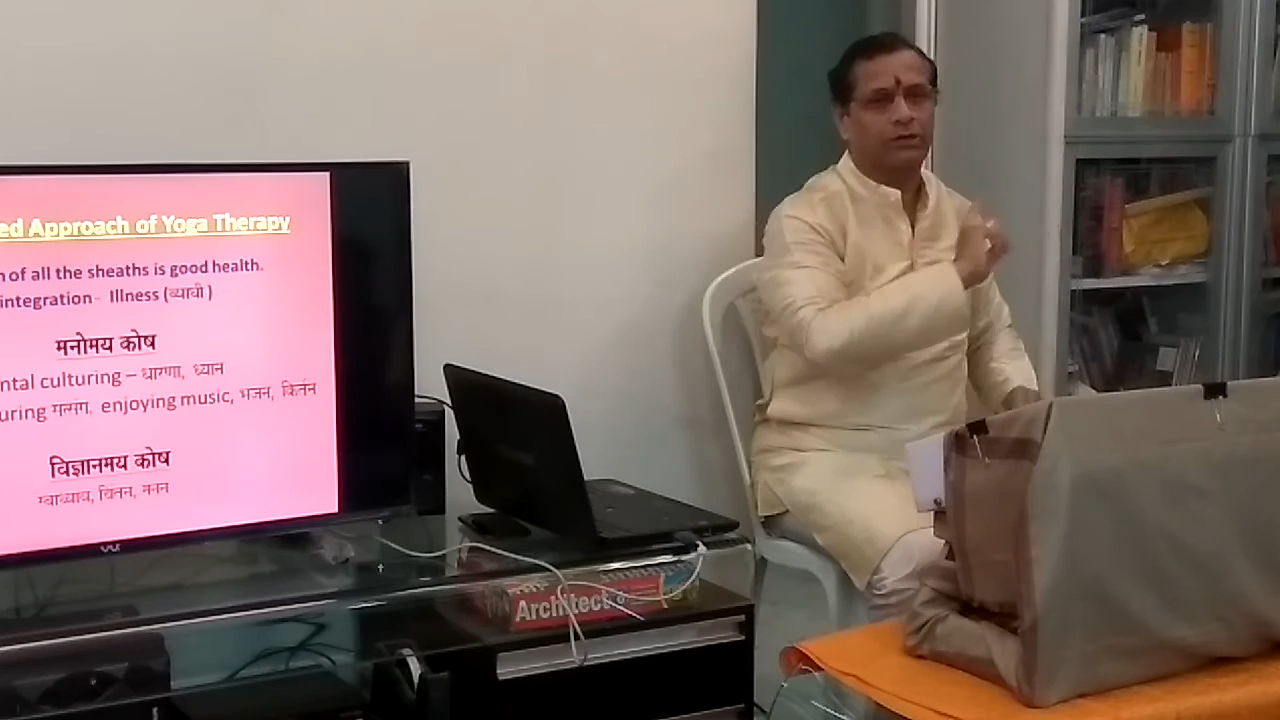 ed Approach of Yoga Therapy
n of all the sheaths is good health.
integration- Illness (व्यावी)
मनोमय कोष
ntal culturing – धारणा, ध्यान
uring सत्संग, enjoying music, भजन, किर्तन
विज्ञानमय कोष
स्वाध्याय, चिंतन, मनन
Architect